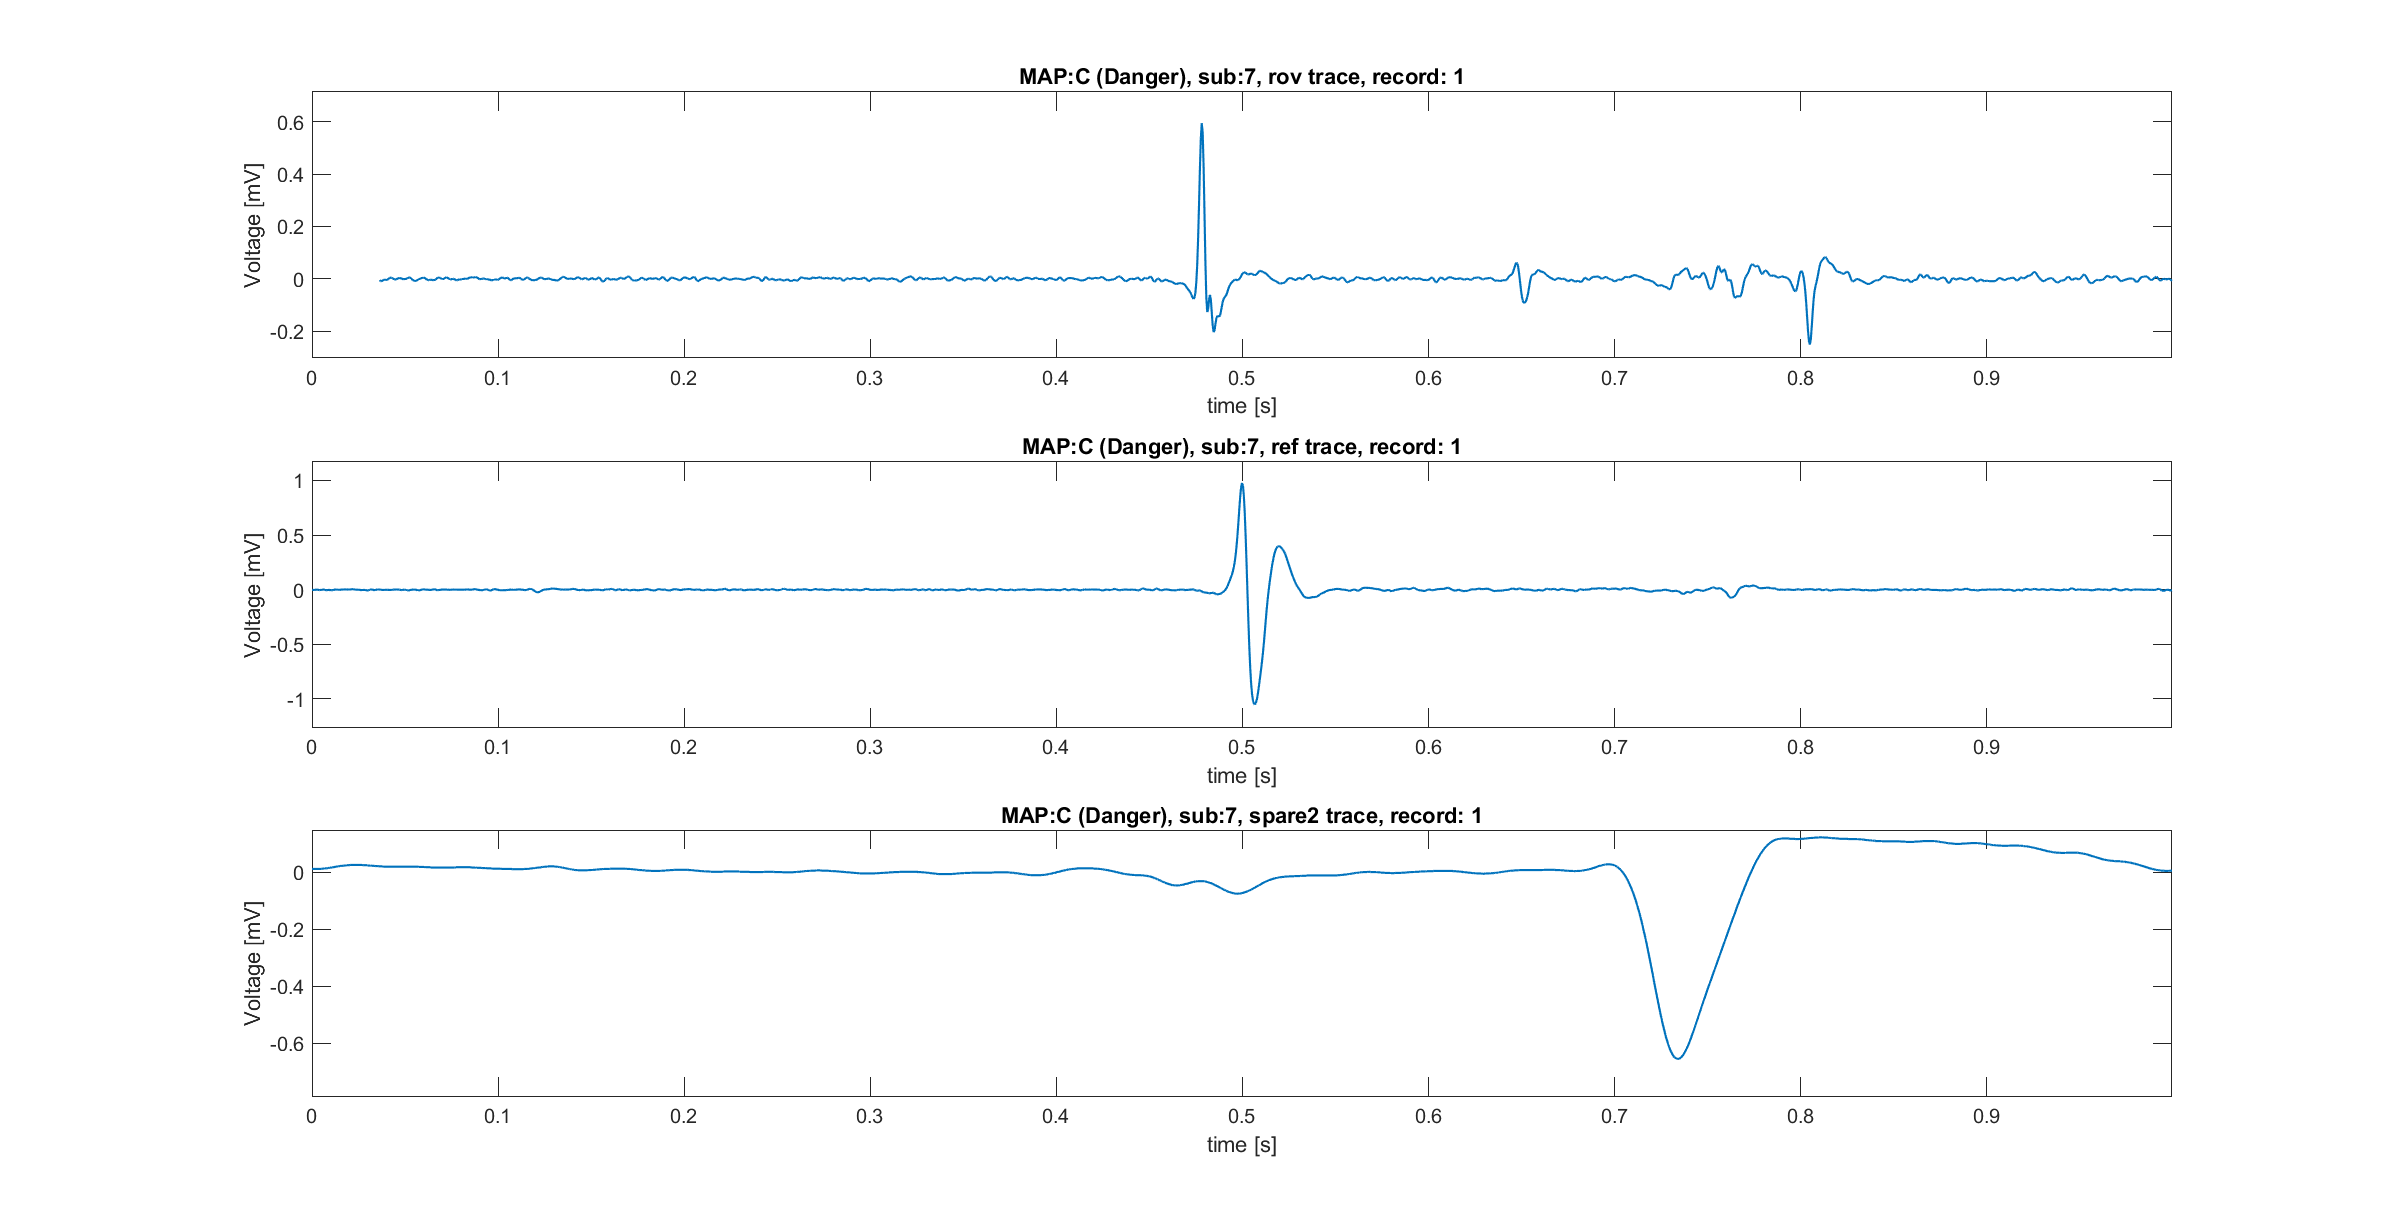 MAP:C (Danger), sub:7, rov trace, record: 1
Voltage [mV]
0.6
0.4
0.2
0
-0.2
0 0.1 0.2 0.3 0.4 0.5 0.6 0.7 0.8 0.9
time [s]
MAP:C (Danger), sub:7, ref trace, record: 1
Voltage [mV]
1
0.5
0
-0.5
-1
0 0.1 0.2 0.3 0.4 0.5 0.6 0.7 0.8 0.9
time [s]
MAP:C (Danger), sub:7, spare2 trace, record: 1
Voltage [mV]
0
-0.2
-0.4
-0.6
0 0.1 0.2 0.3 0.4 0.5 0.6 0.7 0.8 0.9
time [s]